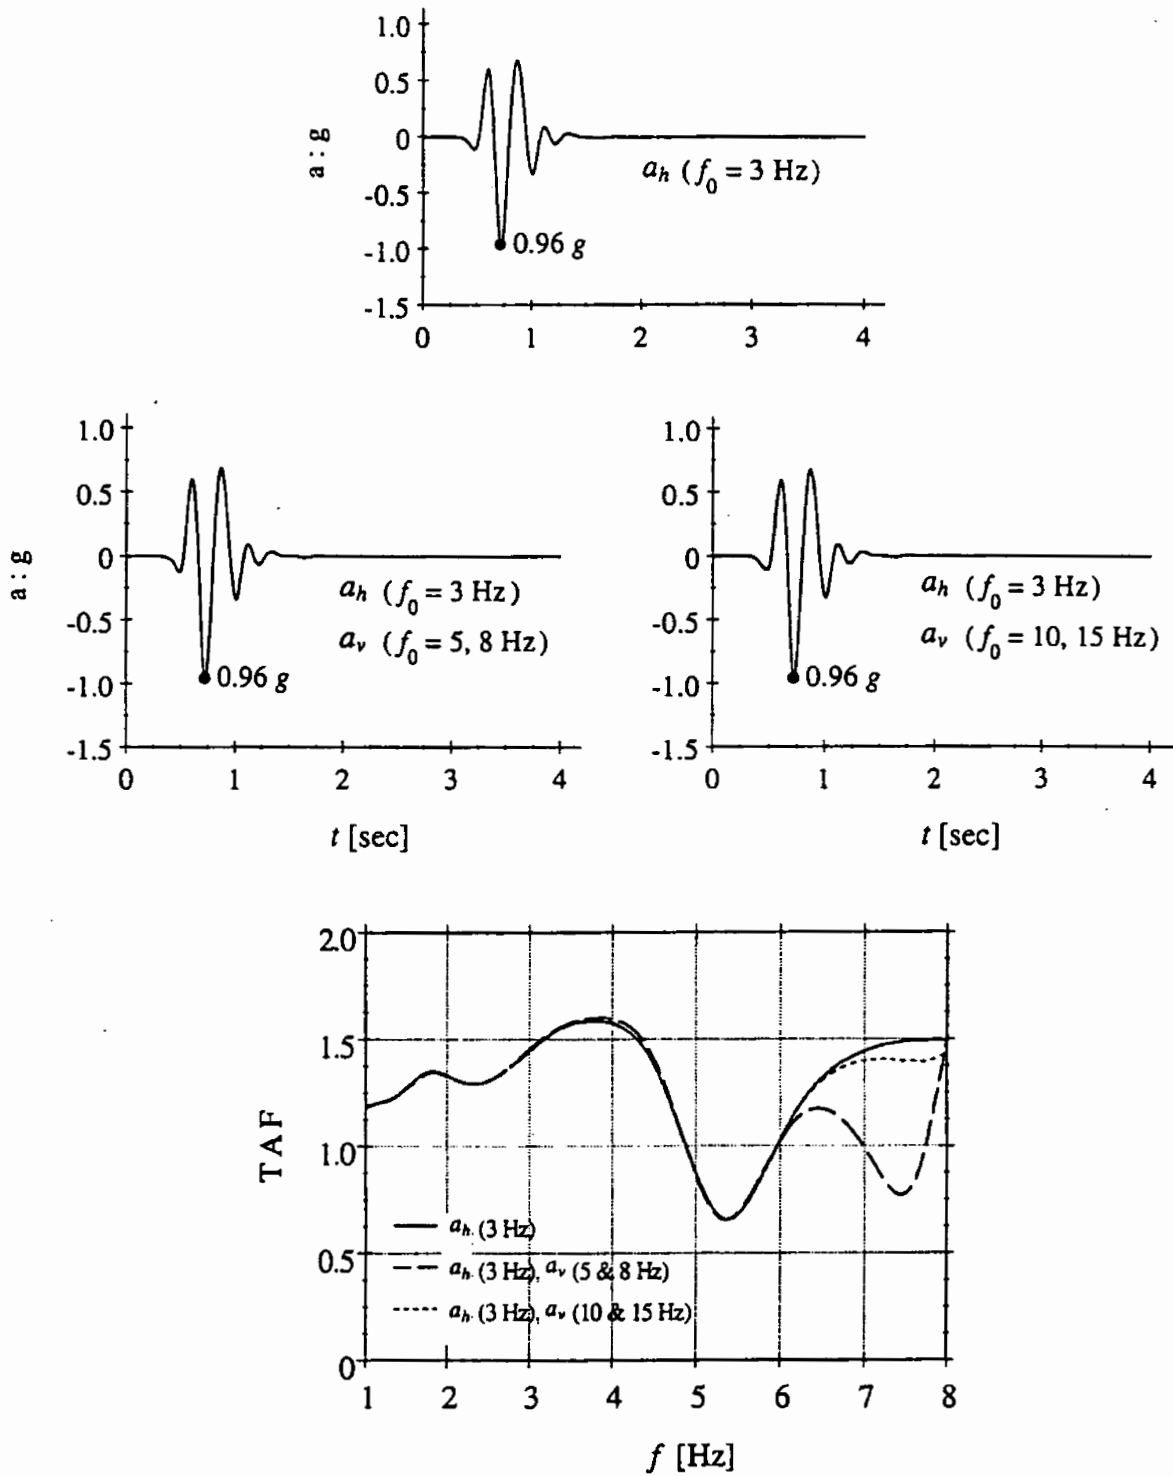 1.0
0.5
0
-0.5
-1.0
-1.5
a : g
a_h (f_0 = 3 Hz)
0.96 g
0 1 2 3 4
1.0
0.5
0
-0.5
-1.0
-1.5
a : g
a_h (f_0 = 3 Hz)
a_v (f_0 = 5, 8 Hz)
0.96 g
0 1 2 3 4
t [sec]
1.0
0.5
0
-0.5
-1.0
-1.5
a_h (f_0 = 3 Hz)
a_v (f_0 = 10, 15 Hz)
0.96 g
0 1 2 3 4
t [sec]
2.0
1.5
1.0
0.5
0
TAF
a_h. (3 Hz)
a_h. (3 Hz), a_v (5 & 8 Hz)
a_h. (3 Hz), a_v (10 & 15 Hz)
1 2 3 4 5 6 7 8
f [Hz]